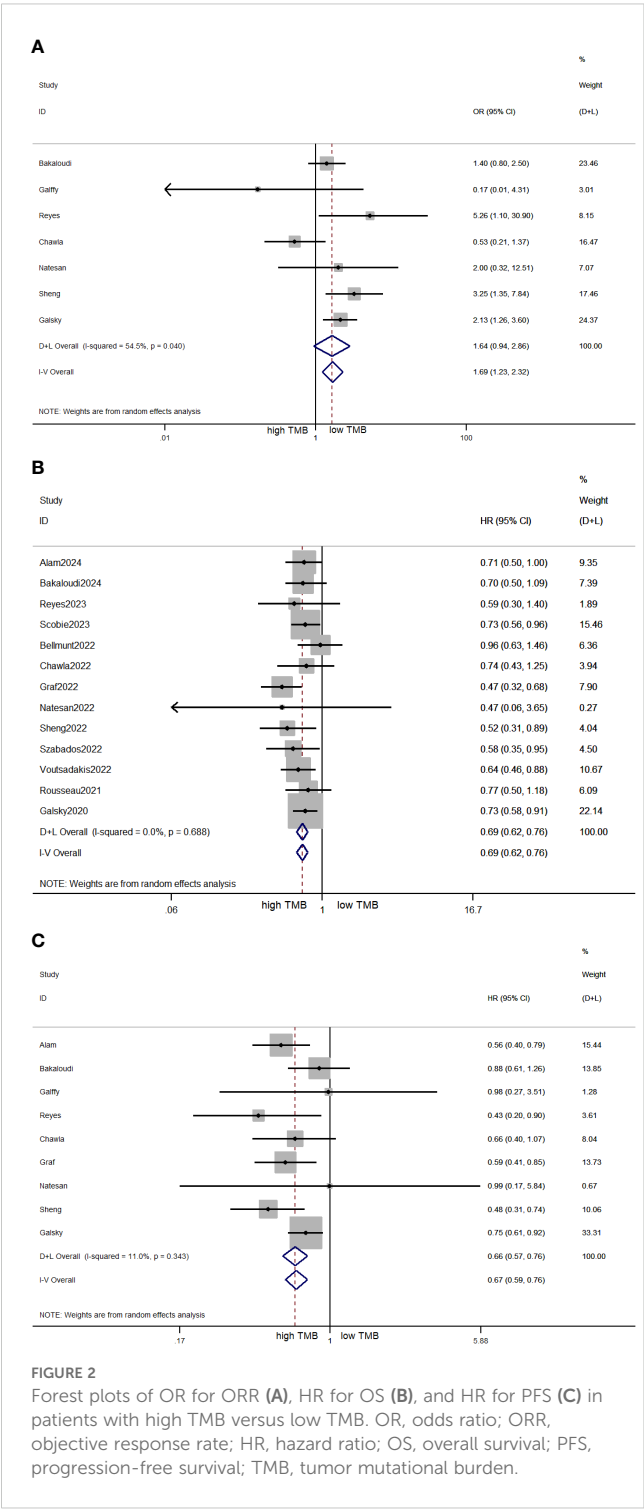 A
%
Study Weight
ID OR (95% CI) (D+L)
Bakaloudi 1.40 (0.80, 2.50) 23.46
Galffy 0.17 (0.01, 4.31) 3.01
Reyes 5.26 (1.10, 30.90) 8.15
Chawla 0.53 (0.21, 1.37) 16.47
Natesan 2.00 (0.32, 12.51) 7.07
Sheng 3.25 (1.35, 7.84) 17.46
Galsky 2.13 (1.26, 3.60) 24.37
D+L Overall (I-squared = 54.5%, p = 0.040) 1.64 (0.94, 2.86) 100.00
I-V Overall 1.69 (1.23, 2.32)
NOTE: Weights are from random effects analysis
high TMB low TMB
.01 1 100
B
%
Study Weight
ID HR (95% CI) (D+L)
Alam2024 0.71 (0.50, 1.00) 9.35
Bakaloudi2024 0.70 (0.50, 1.09) 7.39
Reyes2023 0.59 (0.30, 1.40) 1.89
Scobie2023 0.73 (0.56, 0.96) 15.46
Bellmunt2022 0.96 (0.63, 1.46) 6.36
Chawla2022 0.74 (0.43, 1.25) 3.94
Graf2022 0.47 (0.32, 0.68) 7.90
Natesan2022 0.47 (0.06, 3.65) 0.27
Sheng2022 0.52 (0.31, 0.89) 4.04
Szabados2022 0.58 (0.35, 0.95) 4.50
Voutsadakis2022 0.64 (0.46, 0.88) 10.67
Rousseau2021 0.77 (0.50, 1.18) 6.09
Galsky2020 0.73 (0.58, 0.91) 22.14
D+L Overall (I-squared = 0.0%, p = 0.688) 0.69 (0.62, 0.76) 100.00
I-V Overall 0.69 (0.62, 0.76)
NOTE: Weights are from random effects analysis
high TMB low TMB
.06 1 16.7
C
%
Study Weight
ID HR (95% CI) (D+L)
Alam 0.56 (0.40, 0.79) 15.44
Bakaloudi 0.88 (0.61, 1.26) 13.85
Galffy 0.98 (0.27, 3.51) 1.28
Reyes 0.43 (0.20, 0.90) 3.61
Chawla 0.66 (0.40, 1.07) 8.04
Graf 0.59 (0.41, 0.85) 13.73
Natesan 0.99 (0.17, 5.84) 0.67
Sheng 0.48 (0.31, 0.74) 10.06
Galsky 0.75 (0.61, 0.92) 33.31
D+L Overall (I-squared = 11.0%, p = 0.343) 0.66 (0.57, 0.76) 100.00
I-V Overall 0.67 (0.59, 0.76)
NOTE: Weights are from random effects analysis
high TMB low TMB
.17 1 5.88
FIGURE 2
Forest plots of OR for ORR (A), HR for OS (B), and HR for PFS (C) in
patients with high TMB versus low TMB. OR, odds ratio; ORR,
objective response rate; HR, hazard ratio; OS, overall survival; PFS,
progression-free survival; TMB, tumor mutational burden.